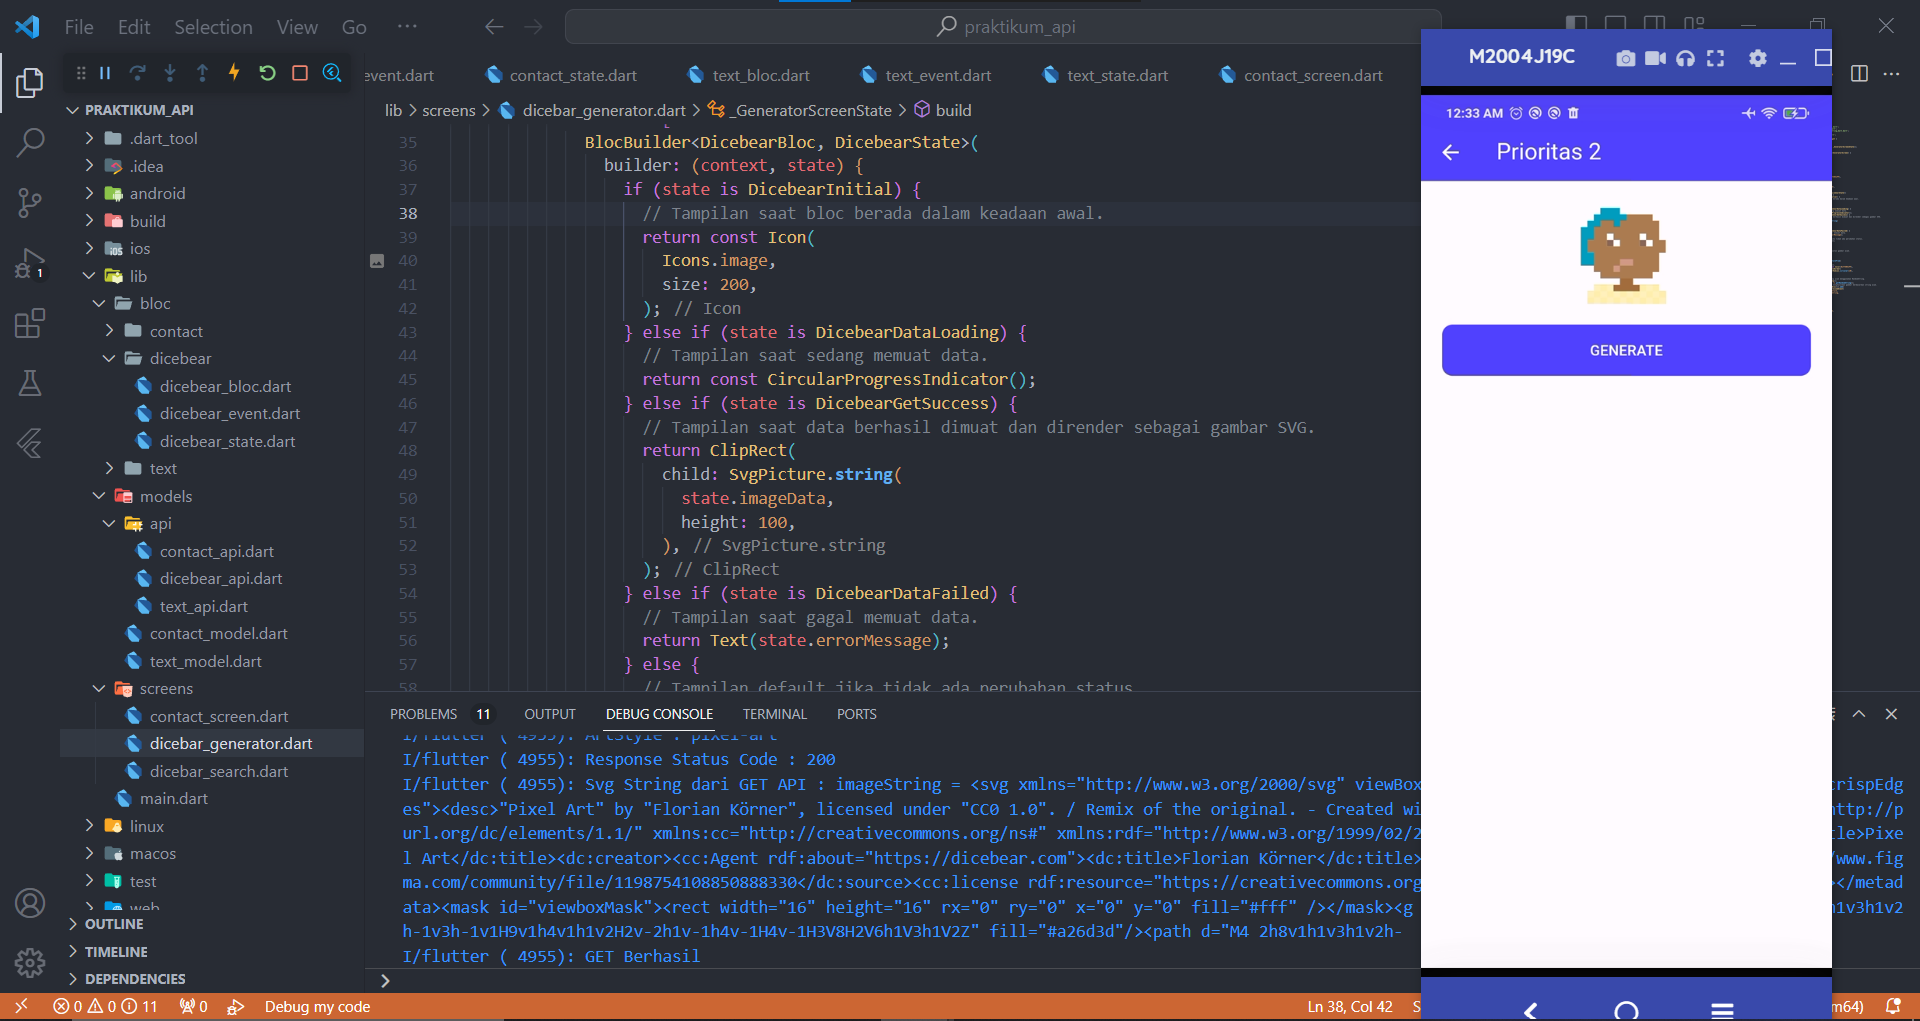 File Edit Selection View Go ···
praktikum_api
event.dart contact_state.dart text_bloc.dart text_event.dart text_state.dart contact_screen.dart
lib > screens > dicebar_generator.dart > _GeneratorScreenState > build
PRAKTIKUM_API
.dart_tool
.idea
android
build
ios
lib
bloc
contact
dicebear
dicebear_bloc.dart
dicebear_event.dart
dicebear_state.dart
text
models
api
contact_api.dart
dicebear_api.dart
text_api.dart
contact_model.dart
text_model.dart
screens
contact_screen.dart
dicebar_generator.dart
dicebar_search.dart
main.dart
linux
macos
test
web
OUTLINE
TIMELINE
DEPENDENCIES
1
35 BlocBuilder<DicebearBloc, DicebearState>(
36 builder: (context, state) {
37 if (state is DicebearInitial) {
38 // Tampilan saat bloc berada dalam keadaan awal.
39 return const Icon(
40 Icons.image,
41 size: 200,
42 ); // Icon
43 } else if (state is DicebearDataLoading) {
44 // Tampilan saat sedang memuat data.
45 return const CircularProgressIndicator();
46 } else if (state is DicebearGetSuccess) {
47 // Tampilan saat data berhasil dimuat dan dirender sebagai gambar SVG.
48 return ClipRect(
49 child: SvgPicture.string(
50 state.imageData,
51 height: 100,
52 ), // SvgPicture.string
53 ); // ClipRect
54 } else if (state is DicebearDataFailed) {
55 // Tampilan saat gagal memuat data.
56 return Text(state.errorMessage);
57 } else {
58 // Tampilan default jika tidak ada perubahan status
PROBLEMS 11 OUTPUT DEBUG CONSOLE TERMINAL PORTS
I/flutter ( 4955): ArtStyle : pixel-art
I/flutter ( 4955): Response Status Code : 200
I/flutter ( 4955): Svg String dari GET API : imageString = <svg xmlns="http://www.w3.org/2000/svg" viewBox crispEdg
es"><desc>"Pixel Art" by "Florian Körner", licensed under "CC0 1.0". / Remix of the original. - Created wi ttp://p
url.org/dc/elements/1.1/" xmlns:cc="http://creativecommons.org/ns#" xmlns:rdf="http://www.w3.org/1999/02/2 tle>Pixe
l Art</dc:title><dc:creator><cc:Agent rdf:about="https://dicebear.com"><dc:title>Florian Körner</dc:title> /www.fig
ma.com/community/file/1198754108850888330</dc:source><cc:license rdf:resource="https://creativecommons.org ></metad
ata><mask id="viewboxMask"><rect width="16" height="16" rx="0" ry="0" x="0" y="0" fill="#fff" /></mask><g h1v3h1v2
h-1v3h-1v1H9v1h4v1h1v2H2v-2h1v-1h4v-1H4v-1H3V8H2V6h1V3h1V2Z" fill="#a26d3d"/><path d="M4 2h8v1h1v3h1v2h-
I/flutter ( 4955): GET Berhasil
0 0 11 0 Debug my code Ln 38, Col 42 S m64)
M2004J19C
12:33 AM
Prioritas 2
GENERATE